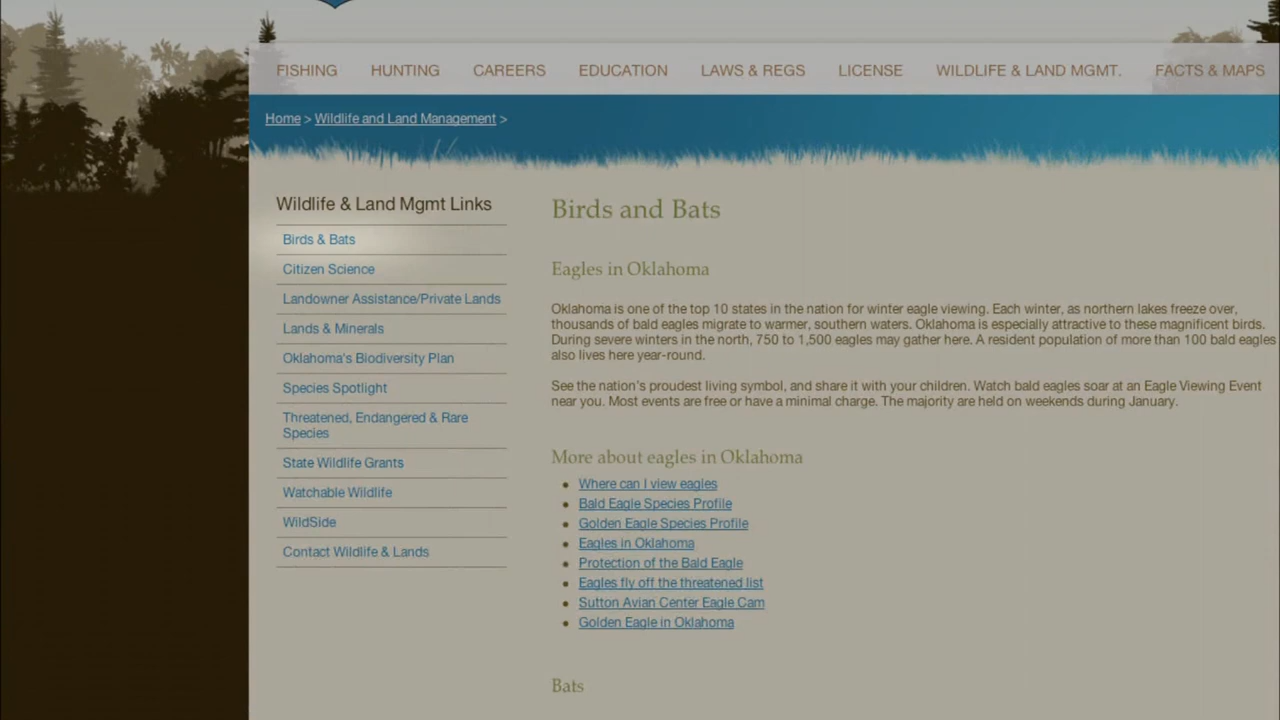 FISHING HUNTING CAREERS EDUCATION LAWS & REGS LICENSE WILDLIFE & LAND MGMT. FACTS & MAPS
Home > Wildlife and Land Management >
Wildlife & Land Mgmt Links
Birds & Bats
Citizen Science
Landowner Assistance/Private Lands
Lands & Minerals
Oklahoma's Biodiversity Plan
Species Spotlight
Threatened, Endangered & Rare
Species
State Wildlife Grants
Watchable Wildlife
WildSide
Contact Wildlife & Lands
Birds and Bats
Eagles in Oklahoma
Oklahoma is one of the top 10 states in the nation for winter eagle viewing. Each winter, as northern lakes freeze over,
thousands of bald eagles migrate to warmer, southern waters. Oklahoma is especially attractive to these magnificent birds.
During severe winters in the north, 750 to 1,500 eagles may gather here. A resident population of more than 100 bald eagles
also lives here year-round.
See the nation's proudest living symbol, and share it with your children. Watch bald eagles soar at an Eagle Viewing Event
near you. Most events are free or have a minimal charge. The majority are held on weekends during January.
More about eagles in Oklahoma
Where can I view eagles
Bald Eagle Species Profile
Golden Eagle Species Profile
Eagles in Oklahoma
Protection of the Bald Eagle
Eagles fly off the threatened list
Sutton Avian Center Eagle Cam
Golden Eagle in Oklahoma
Bats